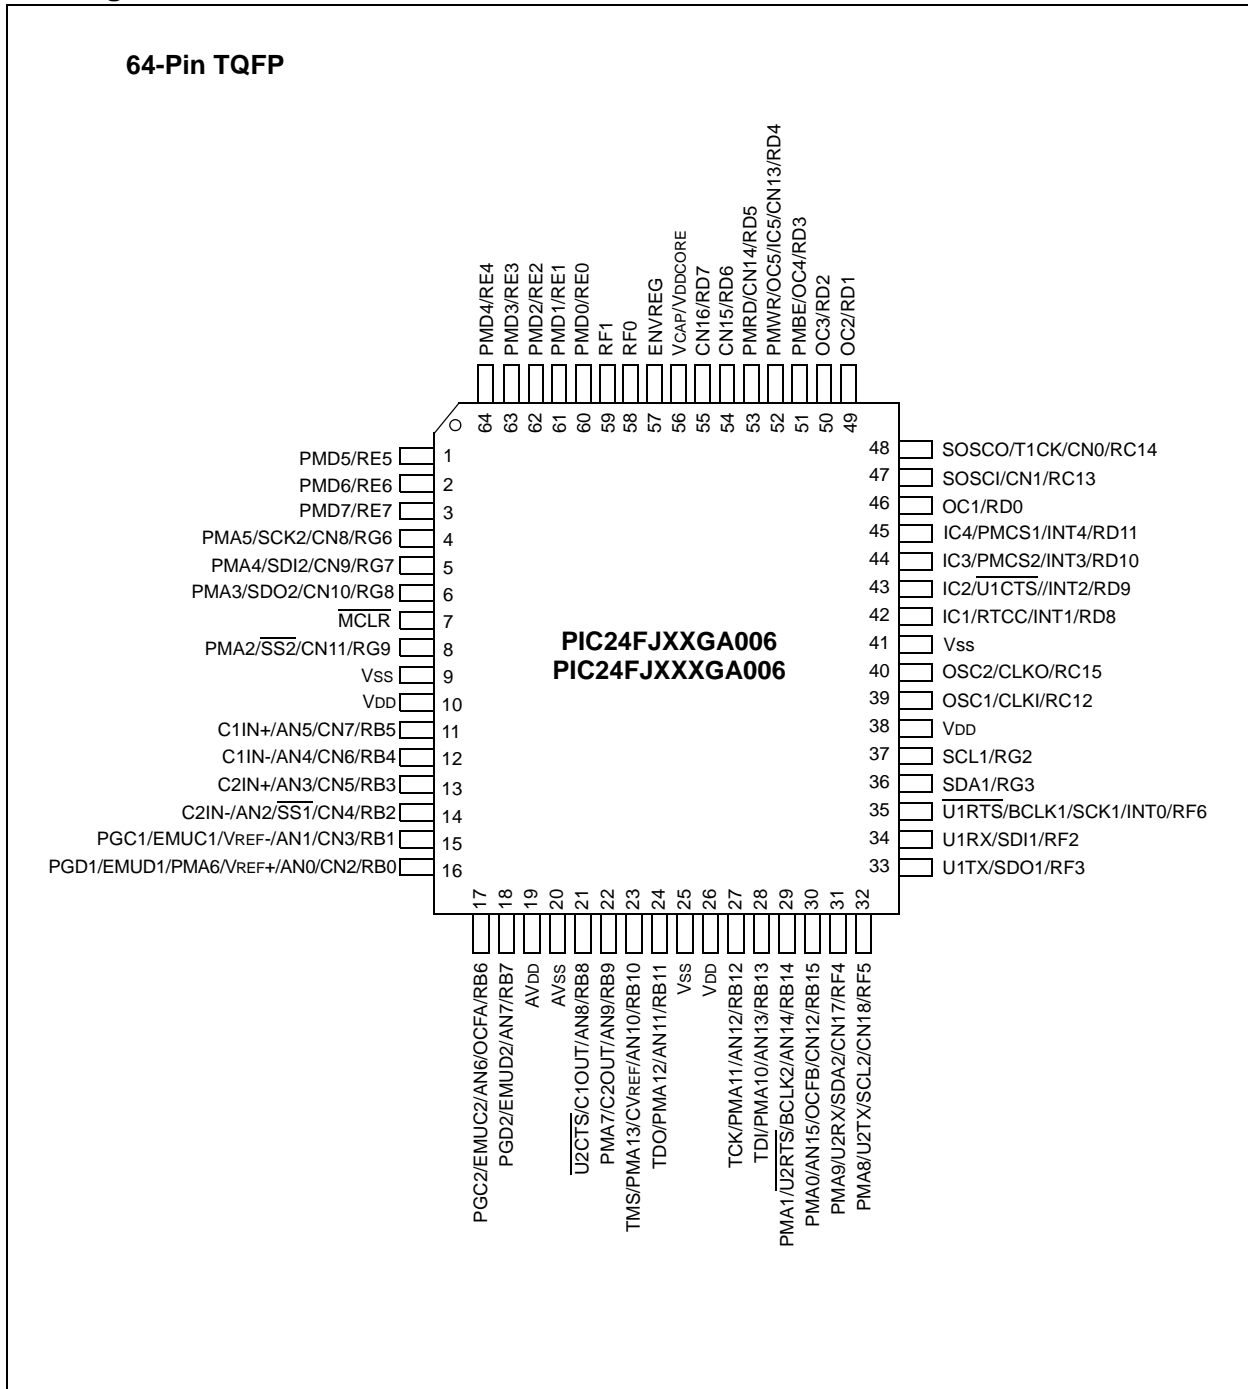 64-Pin TQFP
PMD4/RE4
PMD3/RE3
PMD2/RE2
PMD1/RE1
PMD0/RE0
RF1
RF0
ENVREG
VCAP/VDDCORE
CN16/RD7
CN15/RD6
PMRD/CN14/RD5
PMWR/OC5/IC5/CN13/RD4
PMBE/OC4/RD3
OC3/RD2
OC2/RD1
64
63
62
61
60
59
58
57
56
55
54
53
52
51
50
49
PMD5/RE5 1
PMD6/RE6 2
PMD7/RE7 3
PMA5/SCK2/CN8/RG6 4
PMA4/SDI2/CN9/RG7 5
PMA3/SDO2/CN10/RG8 6
MCLR 7
PMA2/SS2/CN11/RG9 8
VSS 9
VDD 10
C1IN+/AN5/CN7/RB5 11
C1IN-/AN4/CN6/RB4 12
C2IN+/AN3/CN5/RB3 13
C2IN-/AN2/SS1/CN4/RB2 14
PGC1/EMUC1/VREF-/AN1/CN3/RB1 15
PGD1/EMUD1/PMA6/VREF+/AN0/CN2/RB0 16
PIC24FJXXGA006
PIC24FJXXXGA006
48 SOSCO/T1CK/CN0/RC14
47 SOSCI/CN1/RC13
46 OC1/RD0
45 IC4/PMCS1/INT4/RD11
44 IC3/PMCS2/INT3/RD10
43 IC2/U1CTS//INT2/RD9
42 IC1/RTCC/INT1/RD8
41 Vss
40 OSC2/CLKO/RC15
39 OSC1/CLKI/RC12
38 VDD
37 SCL1/RG2
36 SDA1/RG3
35 U1RTS/BCLK1/SCK1/INT0/RF6
34 U1RX/SDI1/RF2
33 U1TX/SDO1/RF3
17
18
19
20
21
22
23
24
25
26
27
28
29
30
31
32
PGC2/EMUC2/AN6/OCFA/RB6
PGD2/EMUD2/AN7/RB7
AVDD
AVSS
U2CTS/C1OUT/AN8/RB8
PMA7/C2OUT/AN9/RB9
TMS/PMA13/CVREF/AN10/RB10
TDO/PMA12/AN11/RB11
VSS
VDD
TCK/PMA11/AN12/RB12
TDI/PMA10/AN13/RB13
PMA1/U2RTS/BCLK2/AN14/RB14
PMA0/AN15/OCFB/CN12/RB15
PMA9/U2RX/SDA2/CN17/RF4
PMA8/U2TX/SCL2/CN18/RF5